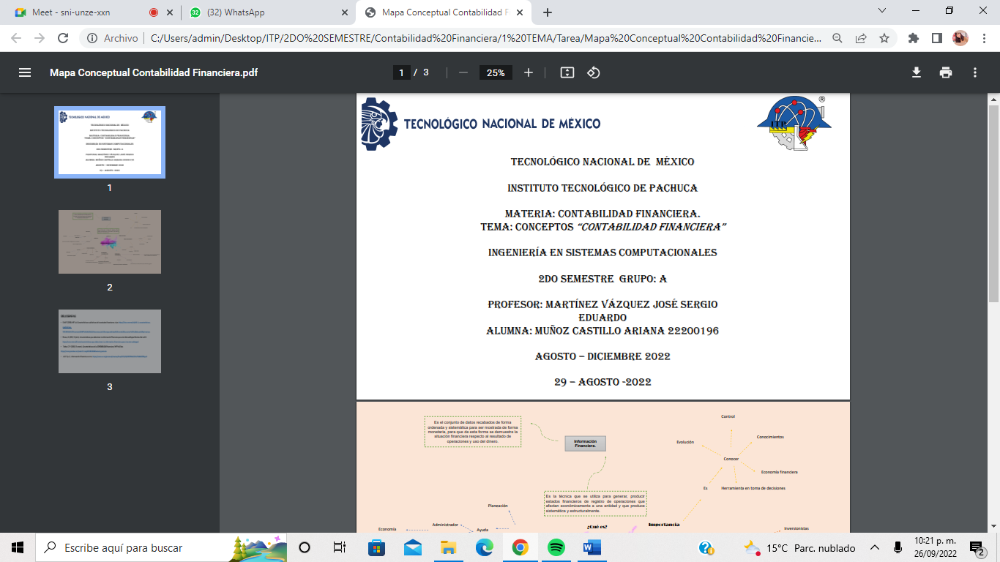 Meet - sni-unze-xxn
(32) WhatsApp
Mapa Conceptual Contabilidad F
Archivo
C:/Users/admin/Desktop/ITP/2DO%20SEMESTRE/Contabilidad%20Financiera/1%20TEMA/Tarea/Mapa%20Conceptual%20Contabilidad%20Financie...
Mapa Conceptual Contabilidad Financiera.pdf
1 / 3
25%
1
2
3
TECNOLÓGICO NACIONAL DE MÉXICO
ITP
®
TECNOLÓGICO NACIONAL DE MÉXICO
INSTITUTO TECNOLÓGICO DE PACHUCA
MATERIA: CONTABILIDAD FINANCIERA.
TEMA: CONCEPTOS “CONTABILIDAD FINANCIERA”
INGENIERÍA EN SISTEMAS COMPUTACIONALES
2DO SEMESTRE GRUPO: A
PROFESOR: MARTÍNEZ VÁZQUEZ JOSÉ SERGIO
EDUARDO
ALUMNA: MUÑOZ CASTILLO ARIANA 22200196
AGOSTO – DICIEMBRE 2022
29 – AGOSTO -2022
Es el conjunto de datos recabados de forma
ordenada y sistemática para ser mostrada de forma
monetaria, para que de esta forma se demuestre la
situación financiera respecto al resultado de
operaciones y uso del dinero.
Información
Financiera.
Control
Evolución
Conocimientos
Conocer
Economía financiera
Es
Herramienta en toma de decisiones
Es la técnica que se utiliza para generar, producir
estados financieros de registro de operaciones que
afectan económicamente a una entidad y que produce
sistemática y estructuralmente.
Planeación
Economía
Administrador
Ayuda
¿Qué es?
Importancia
Inversionistas
Escribe aquí para buscar
15°C Parc. nublado
10:21 p. m.
26/09/2022
2